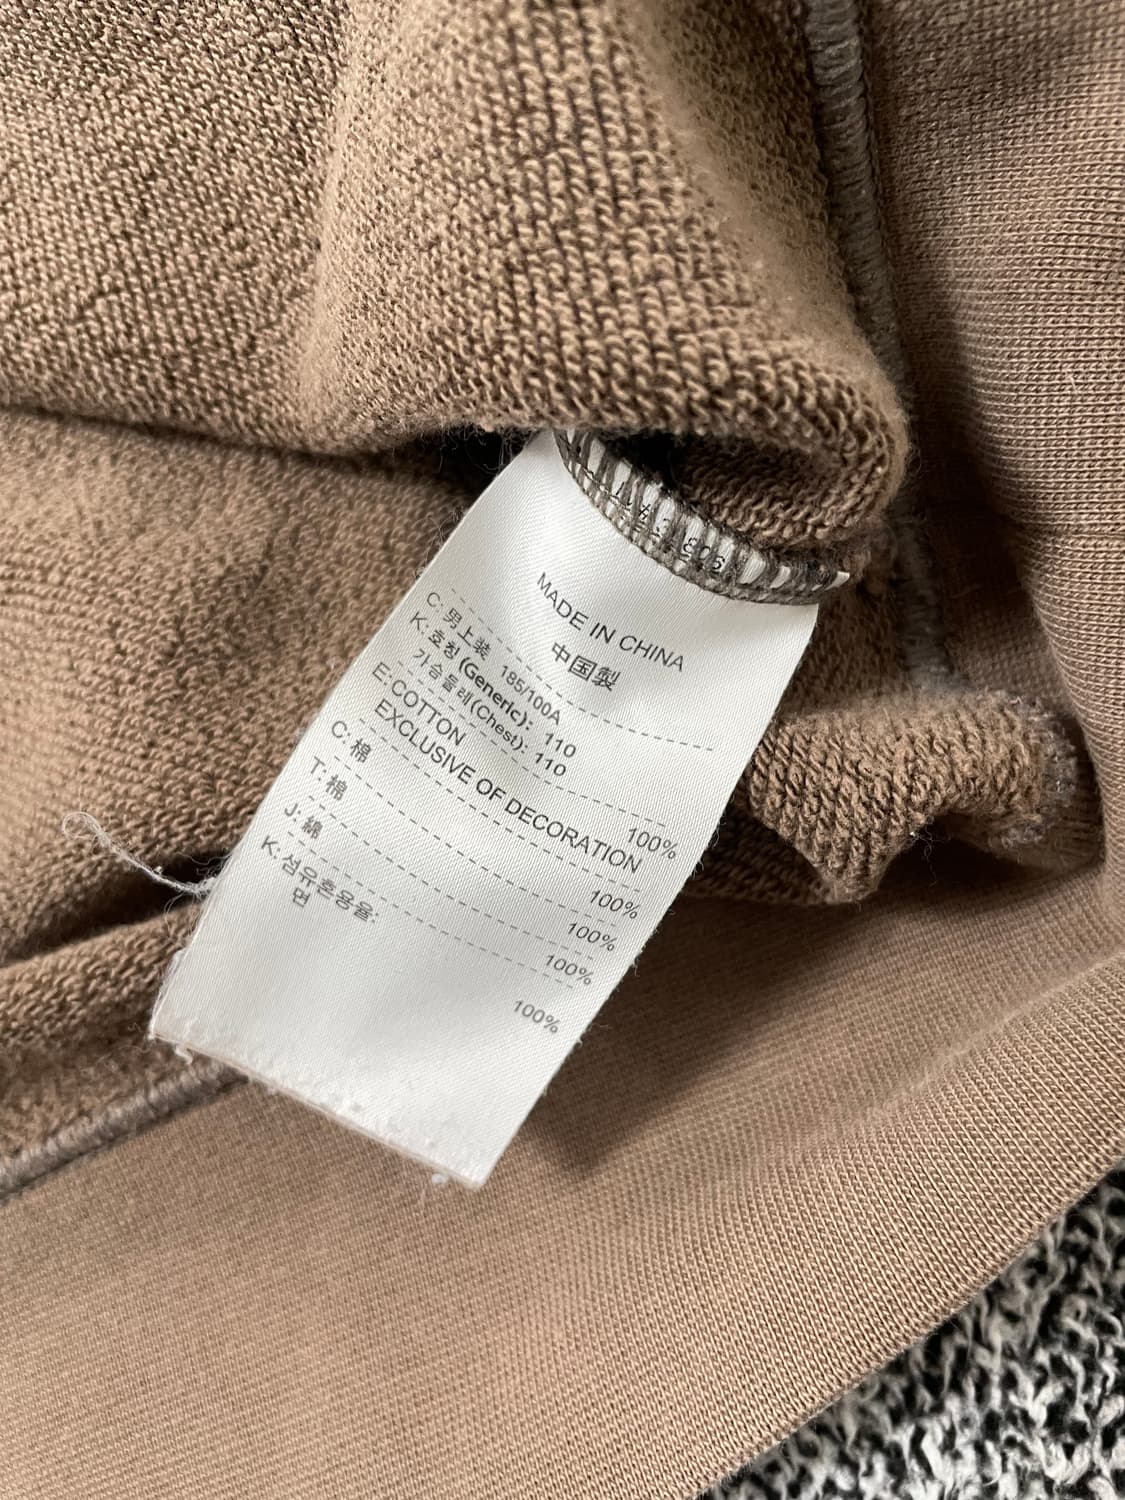 MADE IN CHINA
中国製
C: 男上装 185/100A
K: 호칭 (Generic): 110
가슴둘레(Chest): 110
E:COTTON 100%
EXCLUSIVE OF DECORATION
C: 棉 100%
T: 棉 100%
J: 綿 100%
K: 섬유혼용율:
면 100%